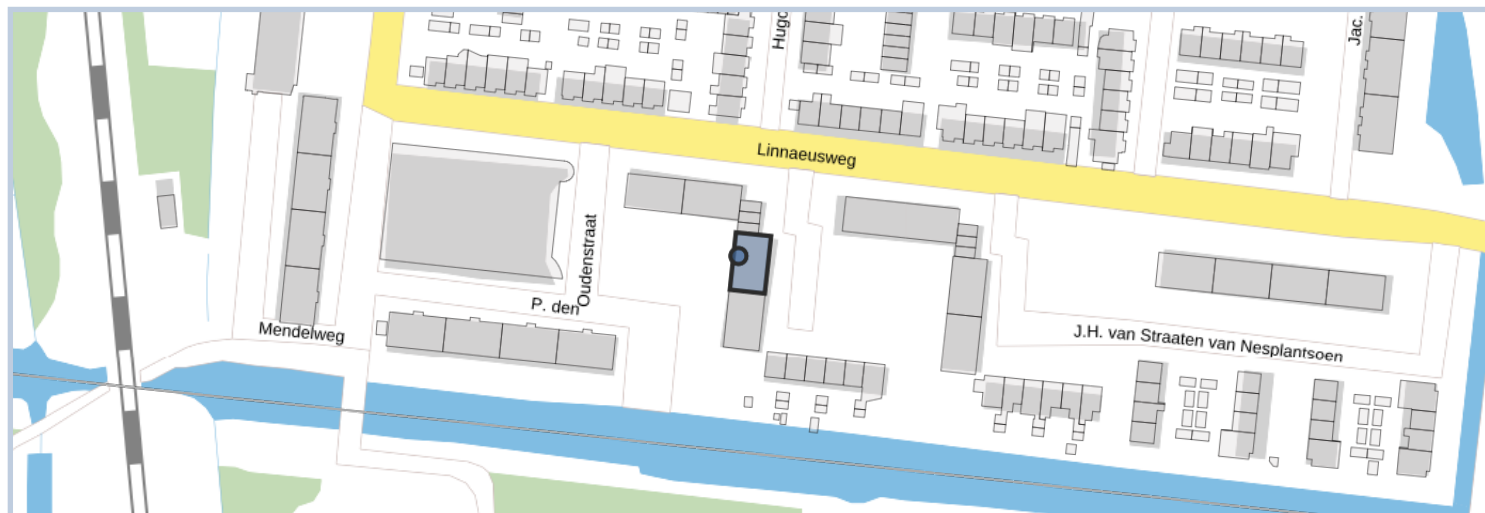 Hugo
Jac.
Linnaeusweg
Oudenstraat
P. den
Mendelweg
J.H. van Straaten van Nesplantsoen